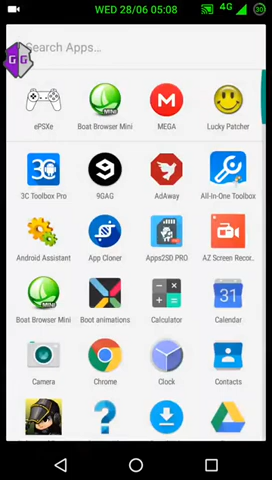 WED 28/06 05:08
4G
30
GG
Search Apps...
ePSXe
Boat Browser Mini
MEGA
Lucky Patcher
3C Toolbox Pro
9GAG
AdAway
All-In-One Toolbox
Android Assistant
App Cloner
Apps2SD PRO
AZ Screen Recor..
Boat Browser Mini
Boot animations
Calculator
Calendar
Camera
Chrome
Clock
Contacts